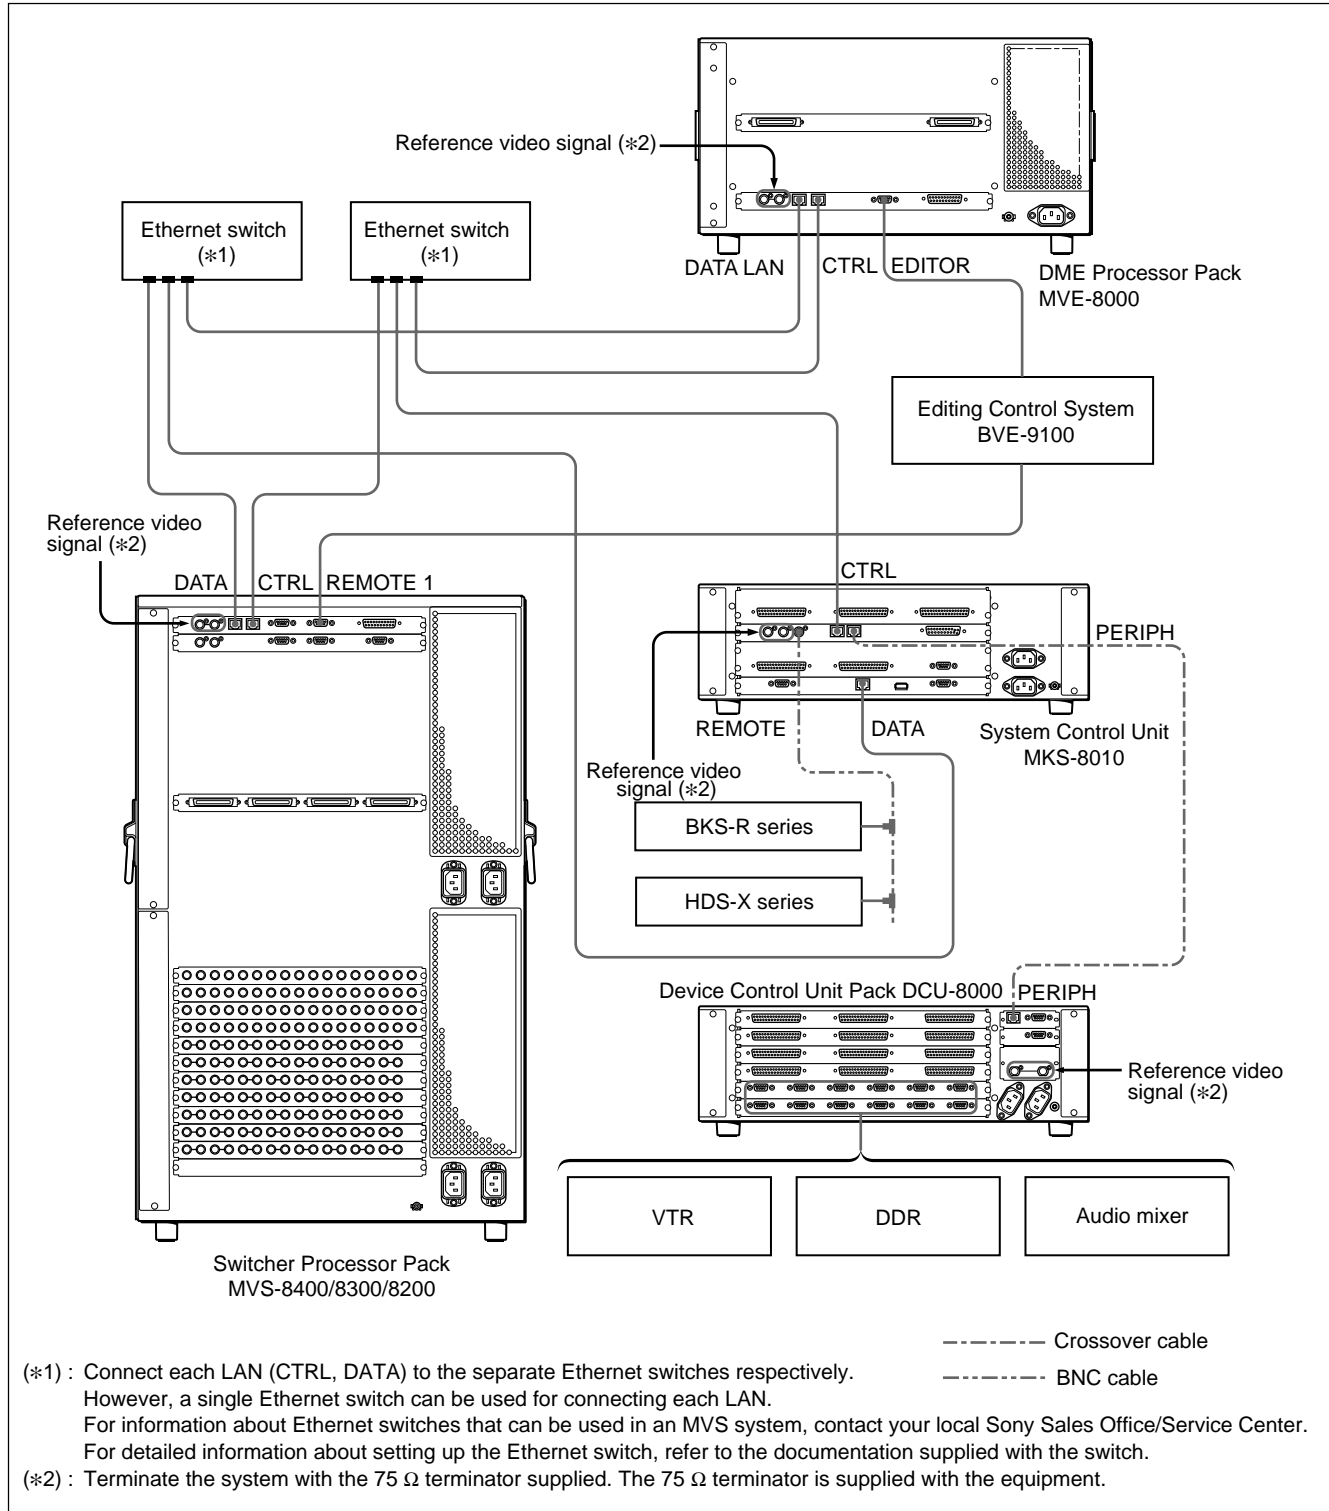 Reference video signal (∗2)
Ethernet switch
(∗1)
Ethernet switch
(∗1)
DATA LAN
CTRL
EDITOR
DME Processor Pack
MVE-8000
Editing Control System
BVE-9100
Reference video
signal (∗2)
DATA
CTRL
REMOTE 1
CTRL
PERIPH
REMOTE
DATA
System Control Unit
MKS-8010
Reference video
signal (∗2)
BKS-R series
HDS-X series
Device Control Unit Pack DCU-8000
PERIPH
Reference video
signal (∗2)
VTR
DDR
Audio mixer
Switcher Processor Pack
MVS-8400/8300/8200
Crossover cable
BNC cable
(∗1) : Connect each LAN (CTRL, DATA) to the separate Ethernet switches respectively.
However, a single Ethernet switch can be used for connecting each LAN.
For information about Ethernet switches that can be used in an MVS system, contact your local Sony Sales Office/Service Center.
For detailed information about setting up the Ethernet switch, refer to the documentation supplied with the switch.
(∗2) : Terminate the system with the 75 Ω terminator supplied. The 75 Ω terminator is supplied with the equipment.